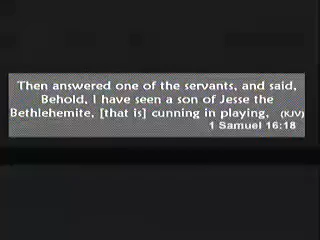 Then answered one of the servants, and said,
Behold, I have seen a son of Jesse the
Bethlehemite, [that is] cunning in playing, (KJV)
1 Samuel 16:18